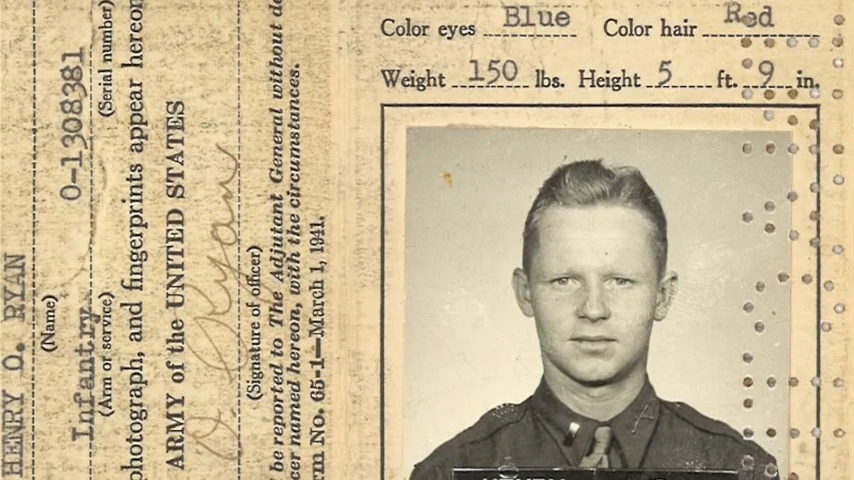 HENRY O. RYAN
(Name)
Infantry 0-1308381
(Arm or service) (Serial number)
photograph, and fingerprints appear hereon
ARMY of the UNITED STATES
O. Ryan
(Signature of officer)
be reported to The Adjutant General without de
cer named hereon, with the circumstances.
rm No. 65-1—March 1, 1941.
Color eyes Blue Color hair Red
Weight 150 lbs. Height 5 ft. 9 in.